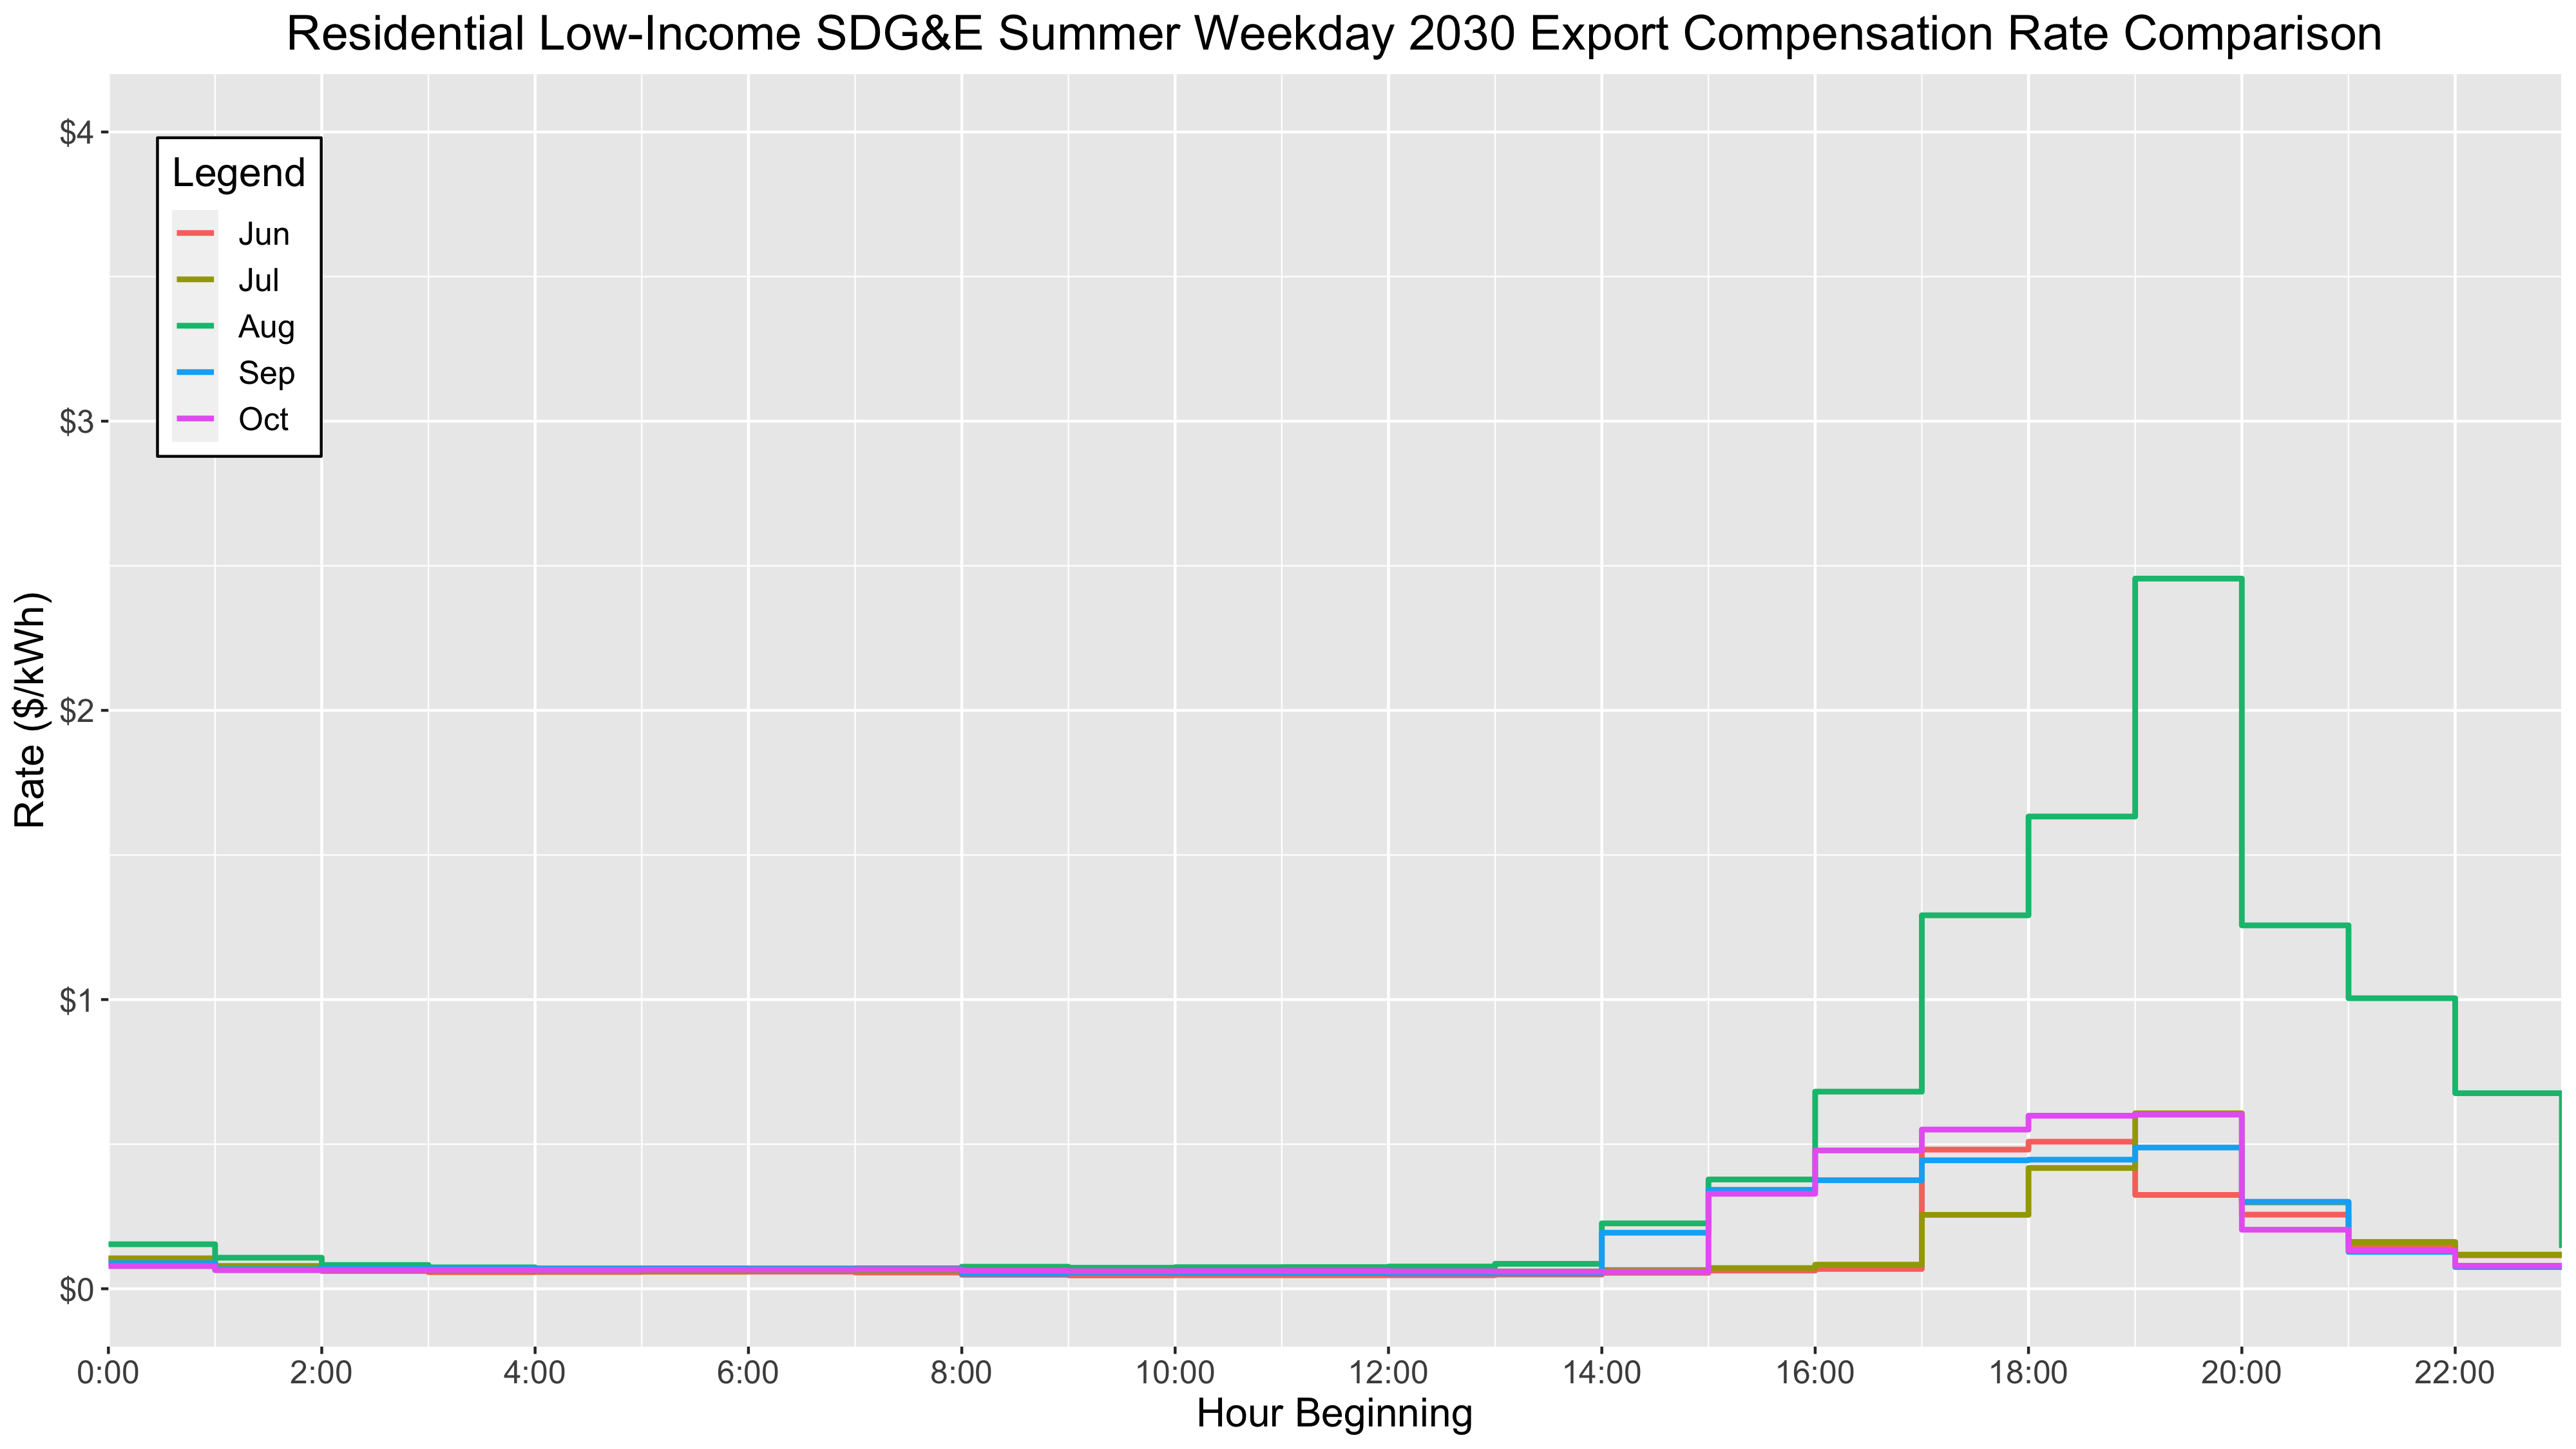 Residential Low-Income SDG&E Summer Weekday 2030 Export Compensation Rate Comparison
Rate ($/kWh)
$4
$3
$2
$1
$0
Legend
Jun
Jul
Aug
Sep
Oct
0:00 2:00 4:00 6:00 8:00 10:00 12:00 14:00 16:00 18:00 20:00 22:00
Hour Beginning